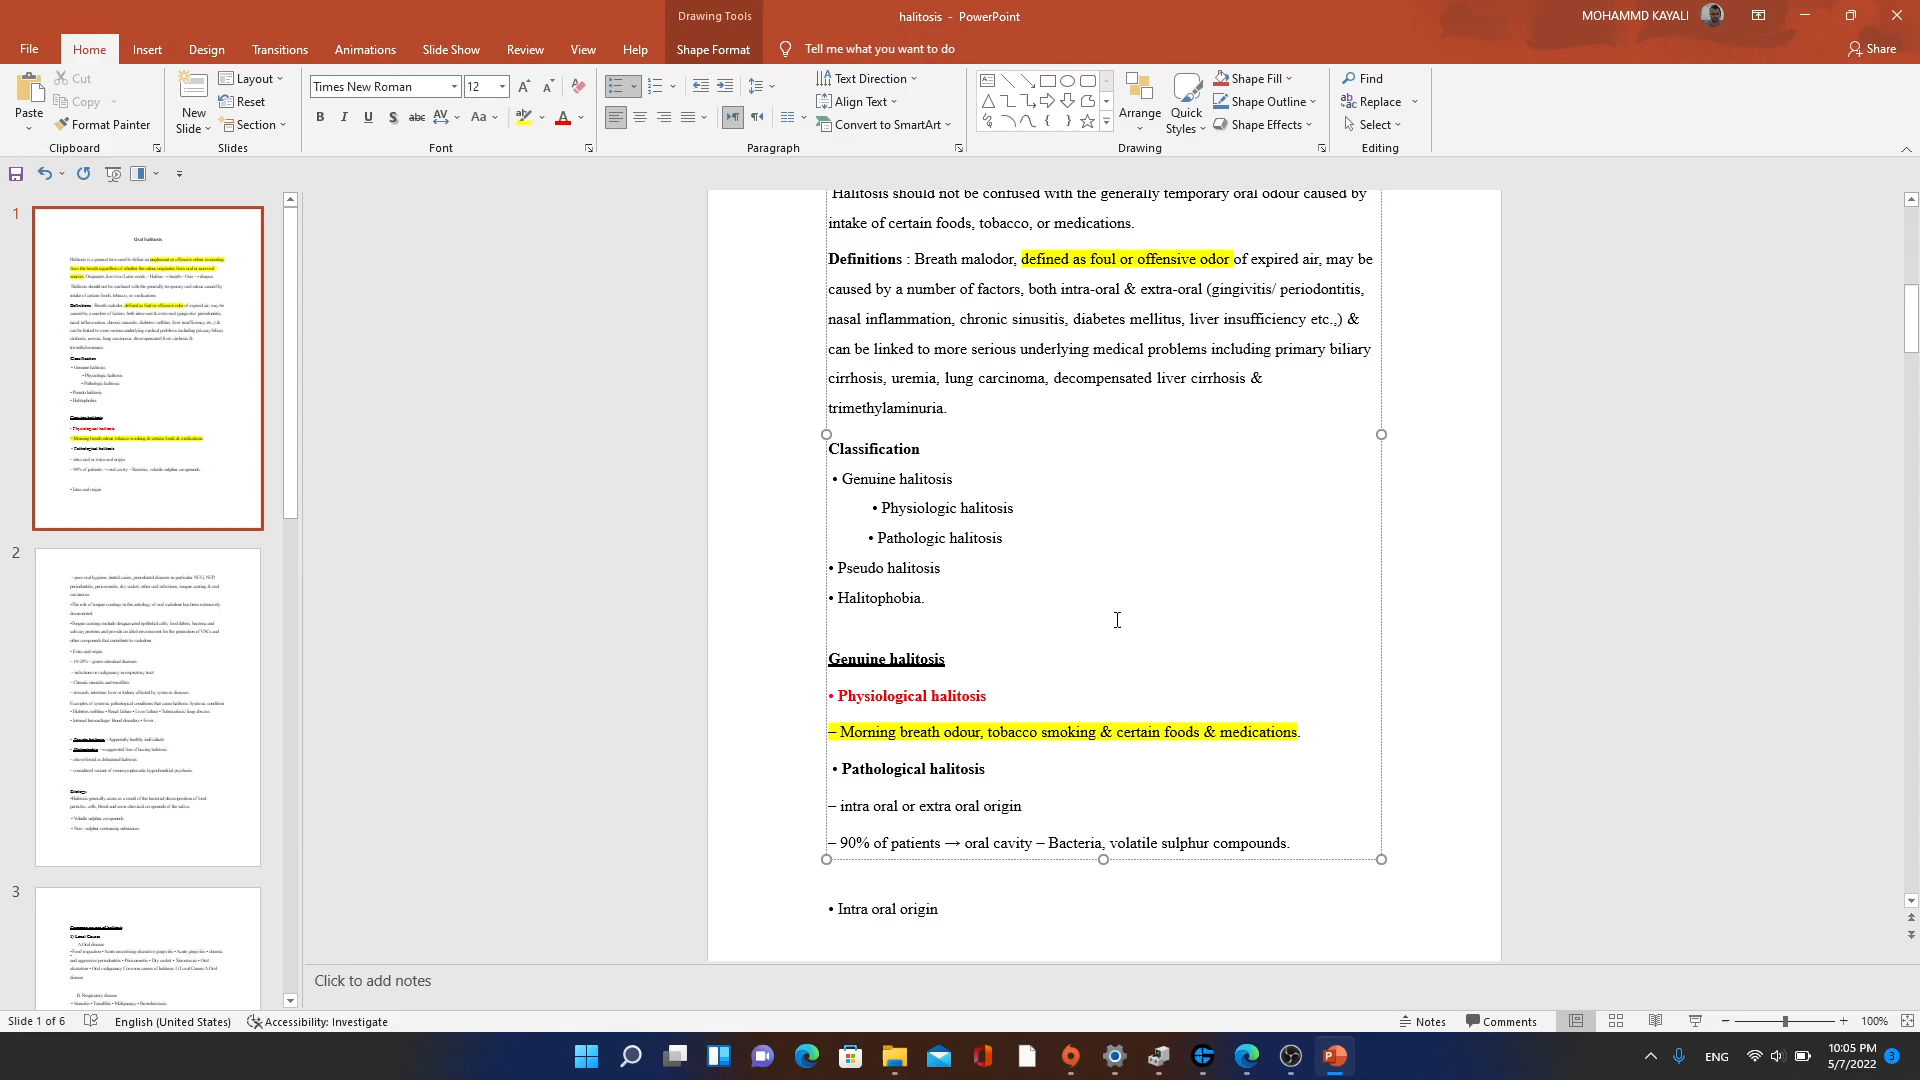 Drawing Tools
halitosis - PowerPoint
MOHAMMD KAYALI
File Home Insert Design Transitions Animations Slide Show Review View Help Shape Format Tell me what you want to do Share
Paste
Cut
Copy
Format Painter
Clipboard
New Slide
Layout
Reset
Section
Slides
Times New Roman 12
B I U S abc AV Aa A
Font
Text Direction
Align Text
Convert to SmartArt
Paragraph
Arrange
Quick Styles
Shape Fill
Shape Outline
Shape Effects
Drawing
Find
Replace
Select
Editing
1
Oral halitosis
2
3
Halitosis should not be confused with the generally temporary oral odour caused by
intake of certain foods, tobacco, or medications.
Definitions : Breath malodor, defined as foul or offensive odor of expired air, may be
caused by a number of factors, both intra-oral & extra-oral (gingivitis/ periodontitis,
nasal inflammation, chronic sinusitis, diabetes mellitus, liver insufficiency etc.,) &
can be linked to more serious underlying medical problems including primary biliary
cirrhosis, uremia, lung carcinoma, decompensated liver cirrhosis &
trimethylaminuria.
Classification
• Genuine halitosis
• Physiologic halitosis
• Pathologic halitosis
• Pseudo halitosis
• Halitophobia.
Genuine halitosis
• Physiological halitosis
– Morning breath odour, tobacco smoking & certain foods & medications.
• Pathological halitosis
– intra oral or extra oral origin
– 90% of patients → oral cavity – Bacteria, volatile sulphur compounds.
• Intra oral origin
Click to add notes
Slide 1 of 6 English (United States) Accessibility: Investigate Notes Comments 100%
ENG
10:05 PM
5/7/2022
3